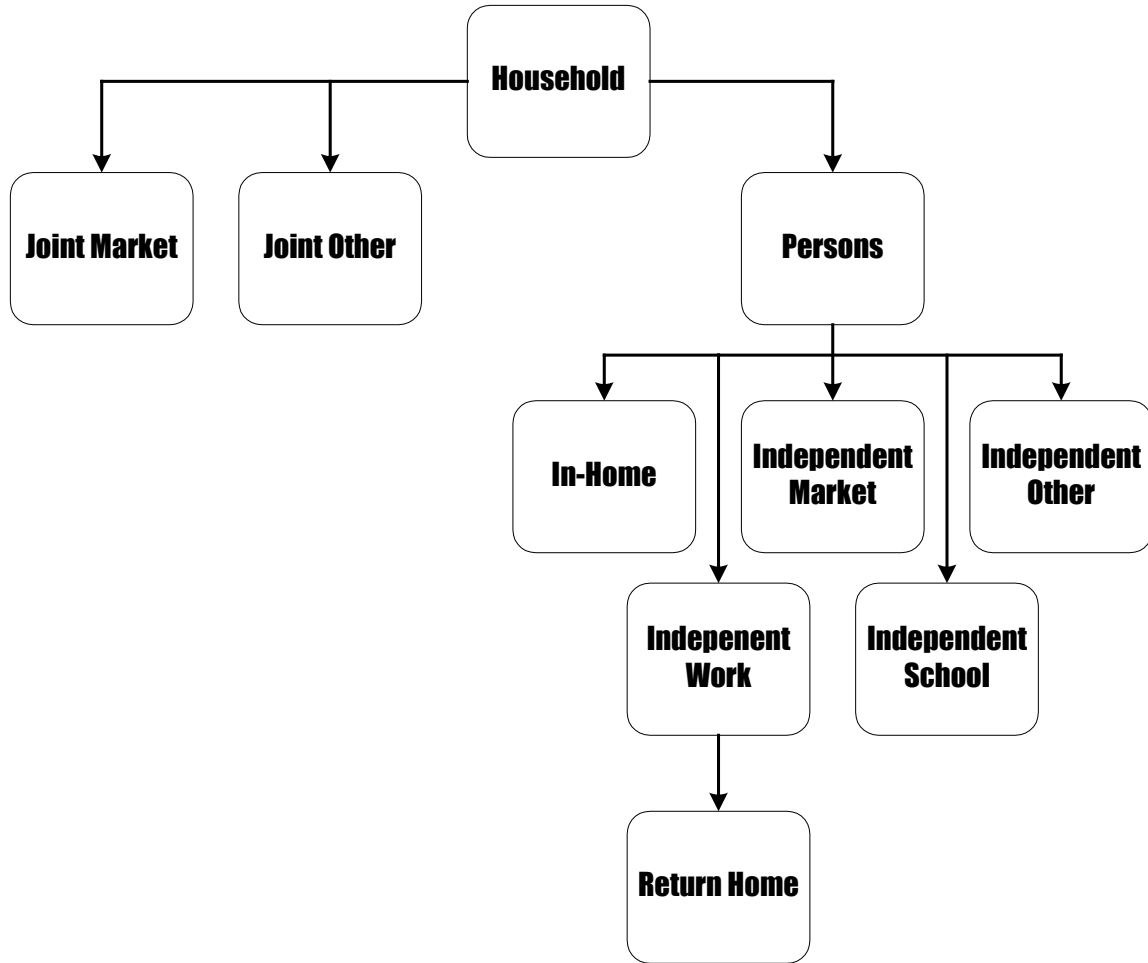 Household
Joint Market
Joint Other
Persons
In-Home
Independent
Market
Independent
Other
Indepenent
Work
Independent
School
Return Home